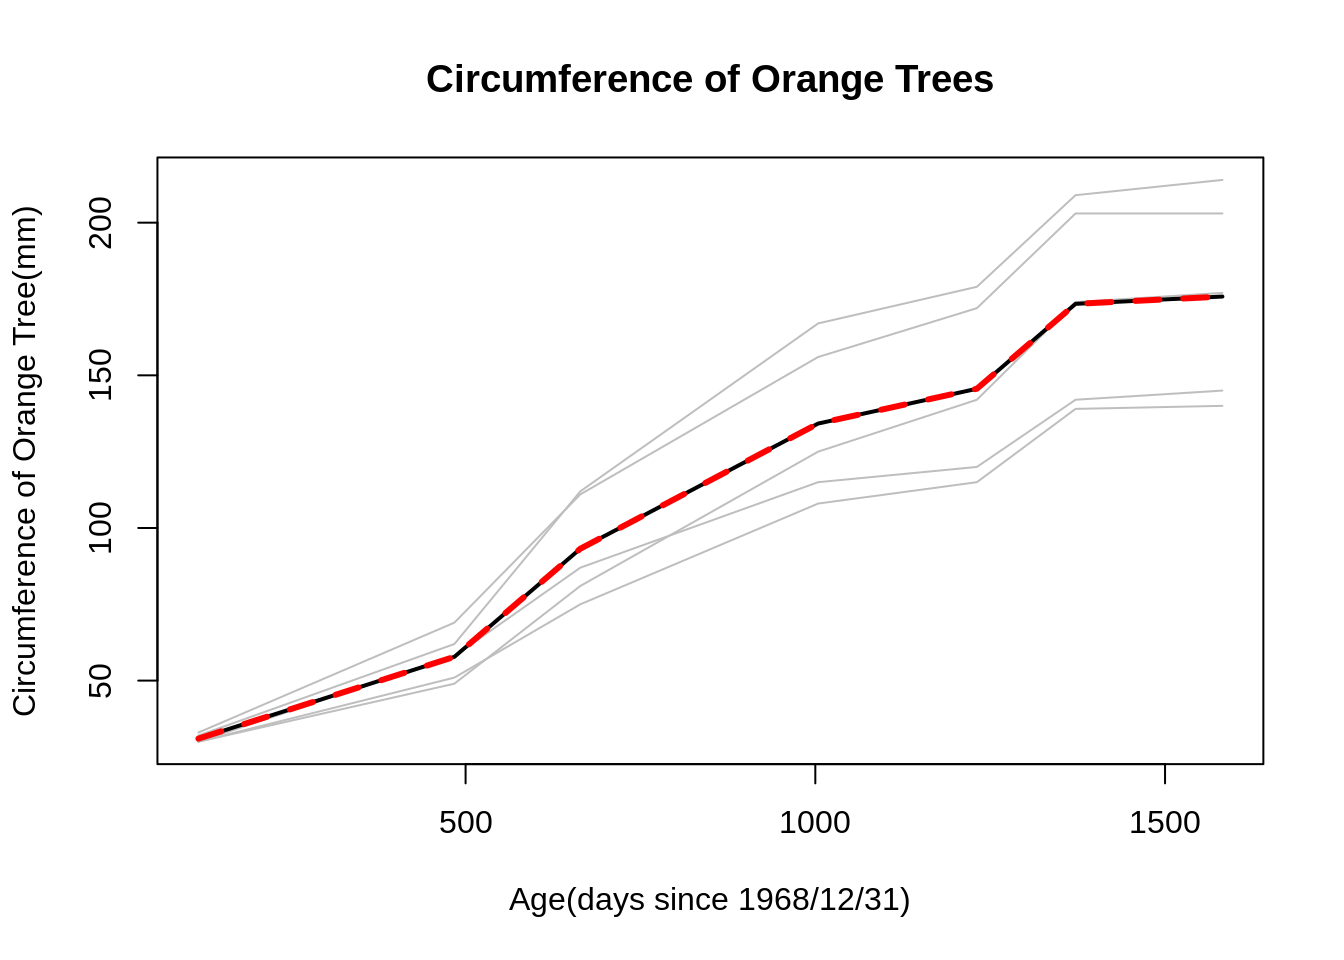 Circumference of Orange Trees
Circumference of Orange Tree(mm)
200
150
100
50
500 1000 1500
Age(days since 1968/12/31)